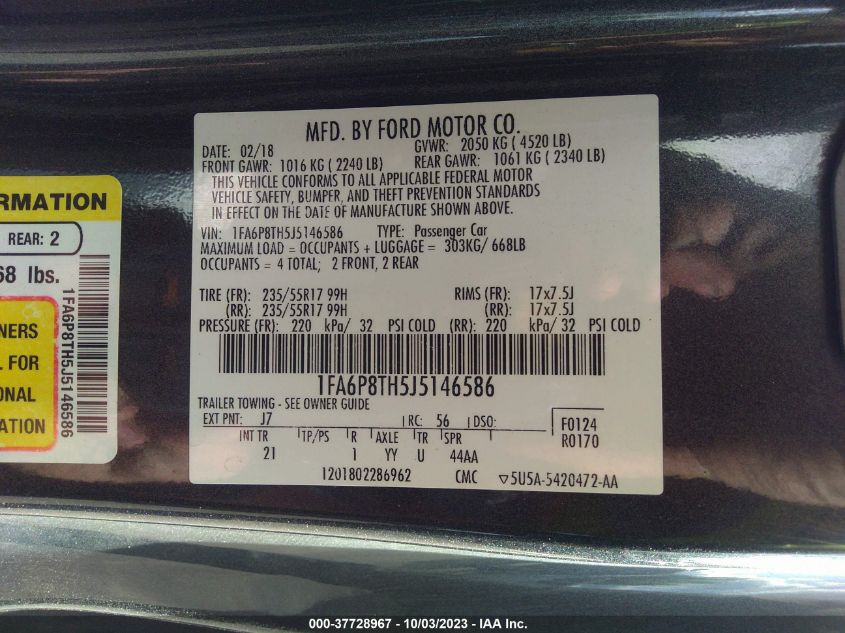 MFD. BY FORD MOTOR CO.
DATE: 02/18 GVWR: 2050 KG ( 4520 LB)
FRONT GAWR: 1016 KG ( 2240 LB) REAR GAWR: 1061 KG ( 2340 LB)
THIS VEHICLE CONFORMS TO ALL APPLICABLE FEDERAL MOTOR
VEHICLE SAFETY, BUMPER, AND THEFT PREVENTION STANDARDS
IN EFFECT ON THE DATE OF MANUFACTURE SHOWN ABOVE.
VIN: 1FA6P8TH5J5146586 TYPE: Passenger Car
MAXIMUM LOAD = OCCUPANTS + LUGGAGE = 303KG/ 668LB
OCCUPANTS = 4 TOTAL; 2 FRONT, 2 REAR
TIRE (FR): 235/55R17 99H RIMS (FR): 17x7.5J
(RR): 235/55R17 99H (RR): 17x7.5J
PRESSURE (FR): 220 kPa/ 32 PSI COLD (RR): 220 kPa/ 32 PSI COLD
1FA6P8TH5J5146586
TRAILER TOWING - SEE OWNER GUIDE
EXT PNT: J7 RC: 56 DSO: F0124
R0170
INT TR TP/PS R AXLE TR SPR
21 1 YY U 44AA
1201802286962 CMC ▽5U5A-5420472-AA
RMATION
REAR: 2
68 lbs.
1FA6P8TH5J5146586
NERS
L FOR
ONAL
ATION
000-37728967 - 10/03/2023 - IAA Inc.